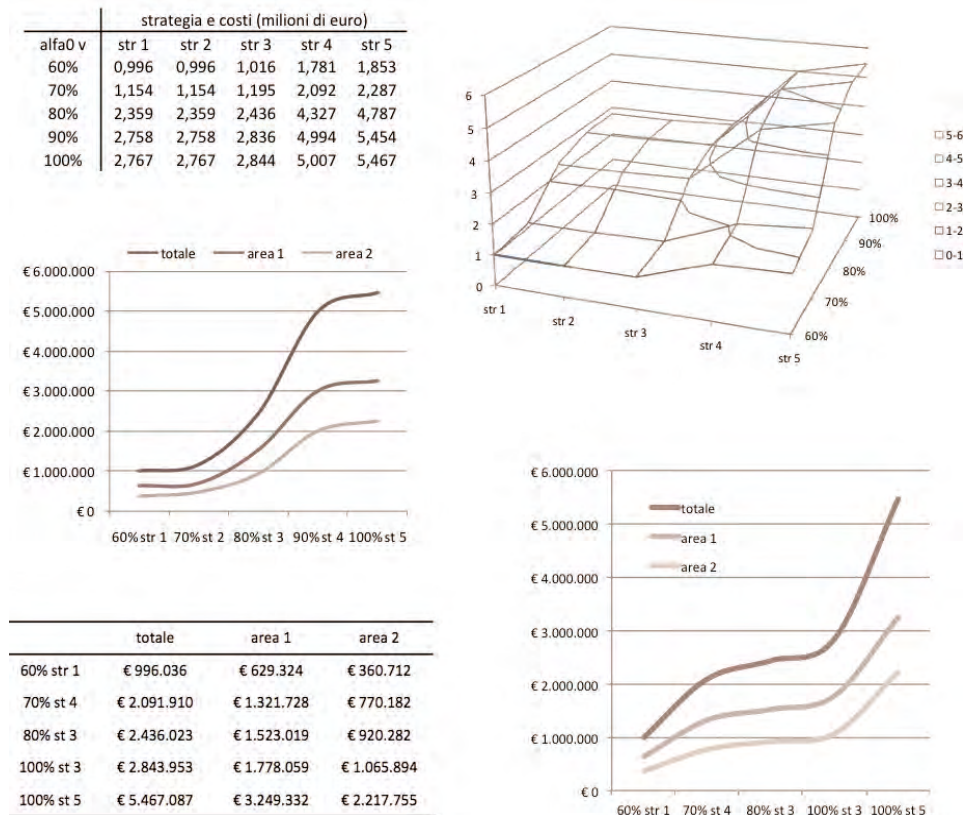 strategia e costi (milioni di euro)
alfa0 v str 1 str 2 str 3 str 4 str 5
60% 0,996 0,996 1,016 1,781 1,853
70% 1,154 1,154 1,195 2,092 2,287
80% 2,359 2,359 2,436 4,327 4,787
90% 2,758 2,758 2,836 4,994 5,454
100% 2,767 2,767 2,844 5,007 5,467
6
5
4
3
2
1
0
str 1
str 2
str 3
str 4
str 5
60%
70%
80%
90%
100%
5-6
4-5
3-4
2-3
1-2
0-1
totale area 1 area 2
€ 6.000.000
€ 5.000.000
€ 4.000.000
€ 3.000.000
€ 2.000.000
€ 1.000.000
€ 0
60% str 1 70% st 2 80% st 3 90% st 4 100% st 5
€ 6.000.000
€ 5.000.000
€ 4.000.000
€ 3.000.000
€ 2.000.000
€ 1.000.000
€ 0
totale
area 1
area 2
60% str 1 70% st 4 80% st 3 100% st 3 100% st 5
totale area 1 area 2
60% str 1 € 996.036 € 629.324 € 360.712
70% st 4 € 2.091.910 € 1.321.728 € 770.182
80% st 3 € 2.436.023 € 1.523.019 € 920.282
100% st 3 € 2.843.953 € 1.778.059 € 1.065.894
100% st 5 € 5.467.087 € 3.249.332 € 2.217.755